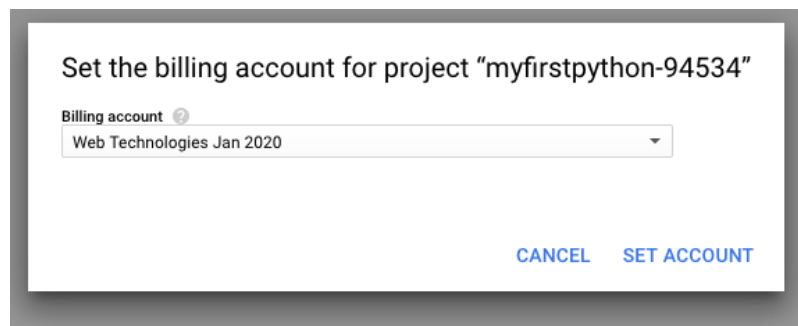 Set the billing account for project “myfirstpython-94534”
Billing account ?
Web Technologies Jan 2020
CANCEL SET ACCOUNT